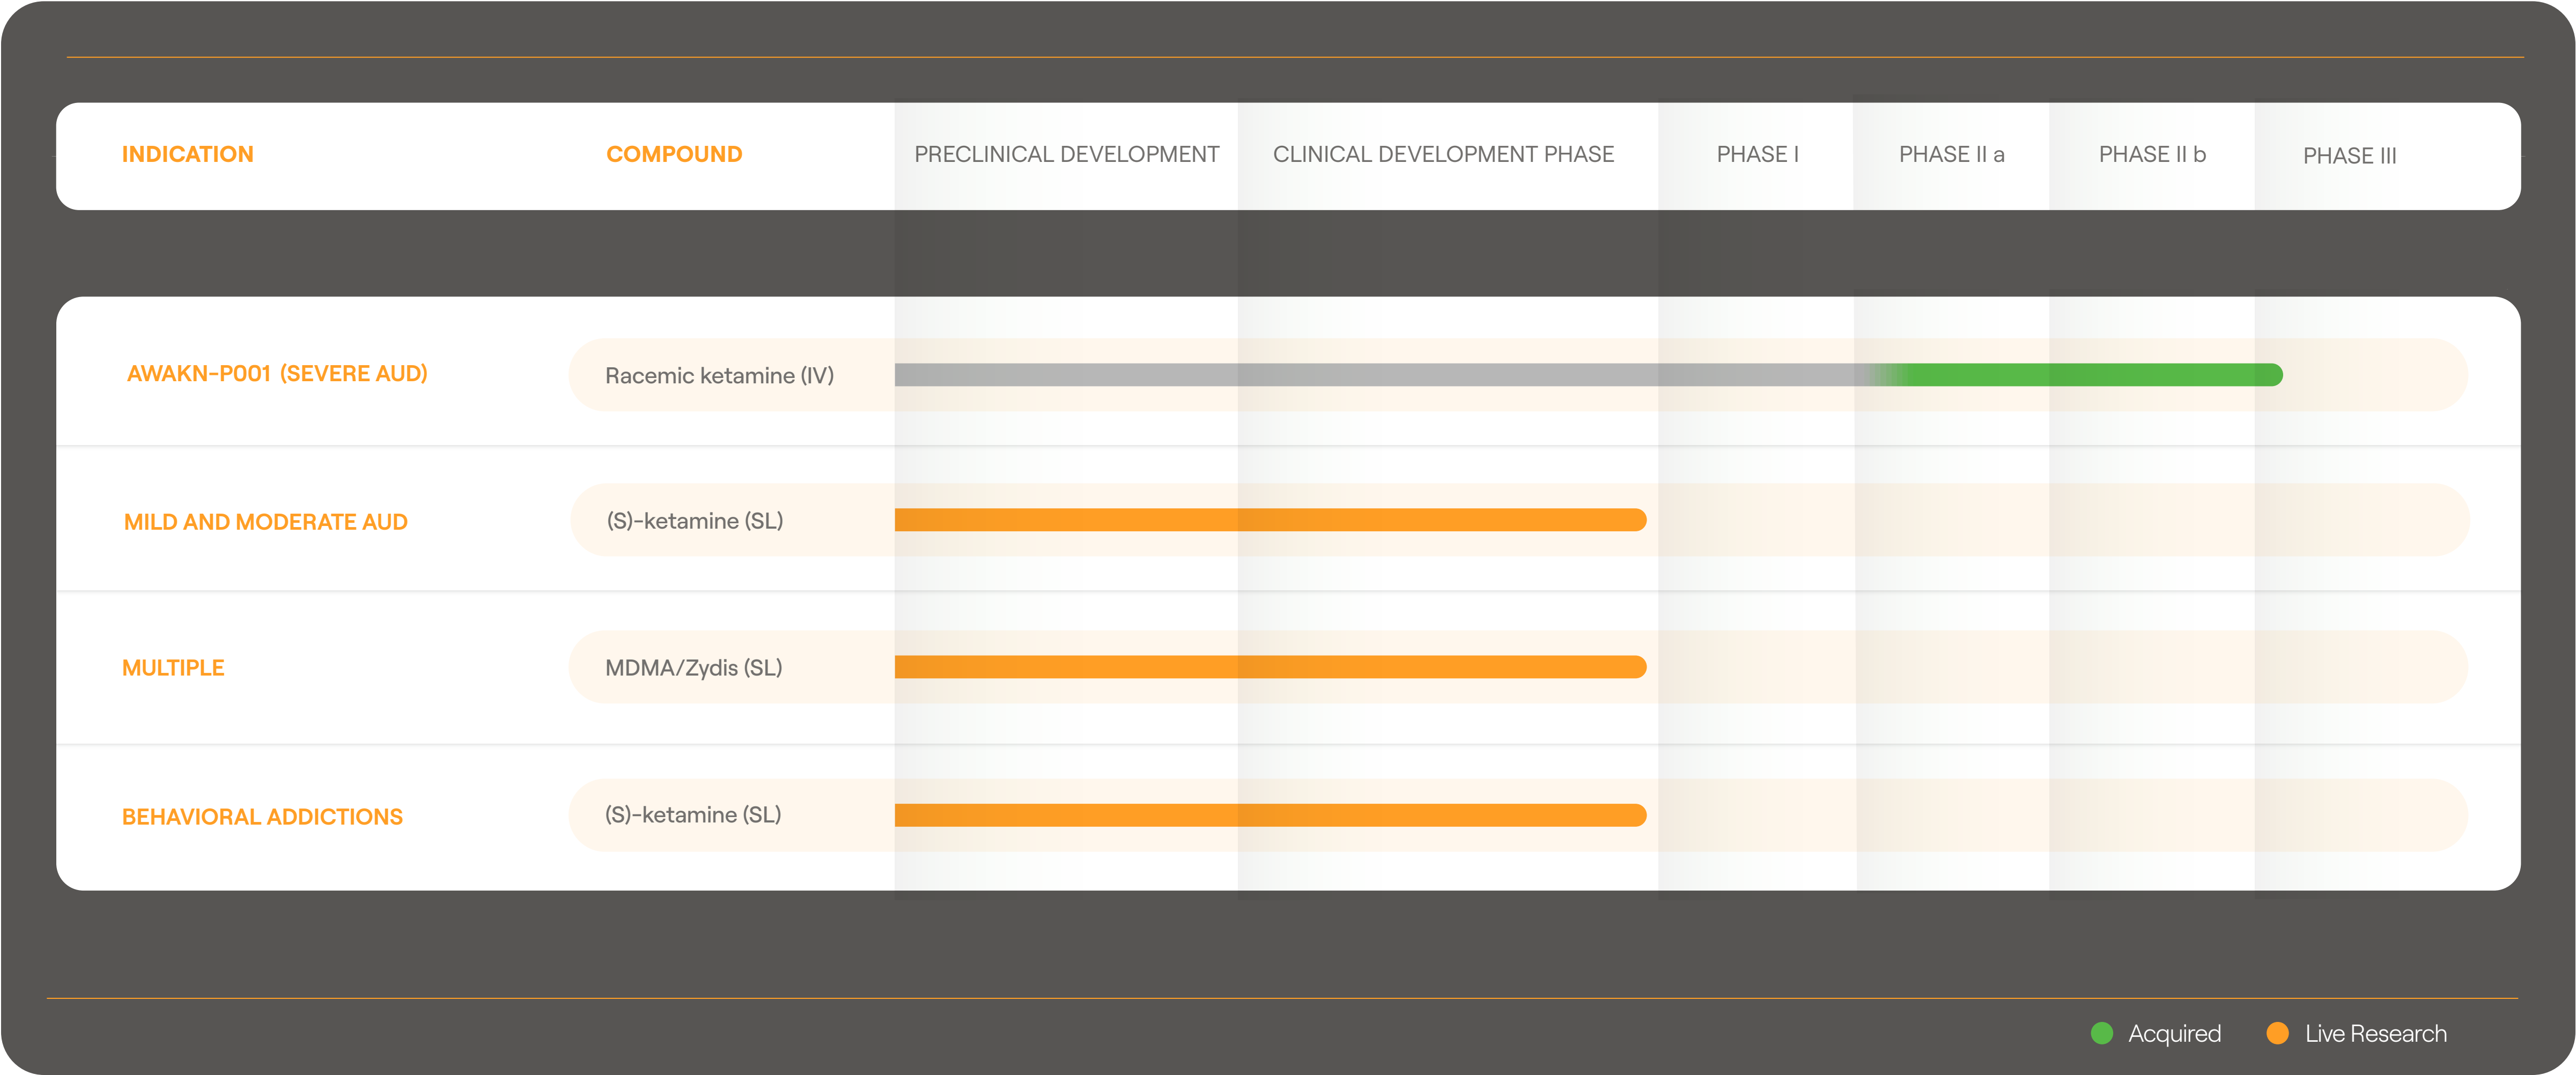 INDICATION COMPOUND PRECLINICAL DEVELOPMENT CLINICAL DEVELOPMENT PHASE PHASE I PHASE II a PHASE II b PHASE III
AWAKN-P001 (SEVERE AUD) Racemic ketamine (IV)
MILD AND MODERATE AUD (S)-ketamine (SL)
MULTIPLE MDMA/Zydis (SL)
BEHAVIORAL ADDICTIONS (S)-ketamine (SL)
Acquired Live Research